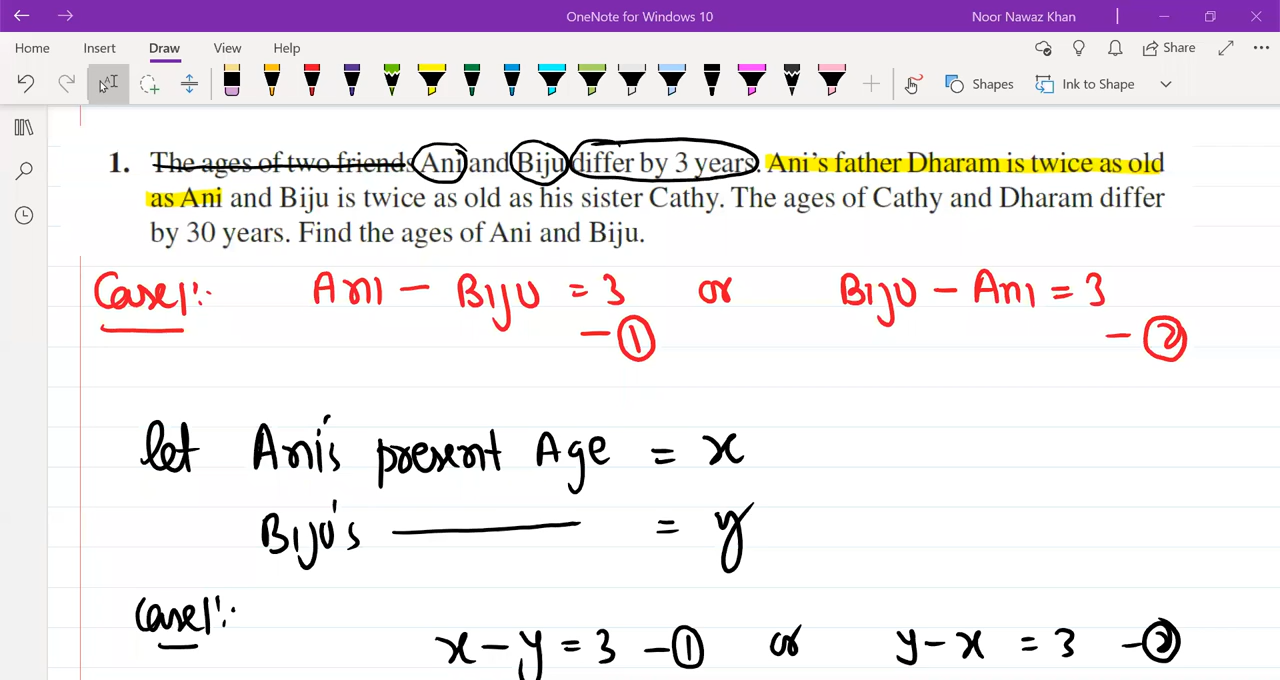 OneNote for Windows 10
Noor Nawaz Khan
Home Insert Draw View Help
Share
Shapes Ink to Shape
1. The ages of two friends Ani and Biju differ by 3 years. Ani's father Dharam is twice as old
as Ani and Biju is twice as old as his sister Cathy. The ages of Cathy and Dharam differ
by 30 years. Find the ages of Ani and Biju.
Case1:- Ani - Biju = 3 or Biju - Ani = 3
- ① - ②
let Ani's present Age = x
Biju's ——— = y
Case1:-
x - y = 3 - ① or y - x = 3 - ②